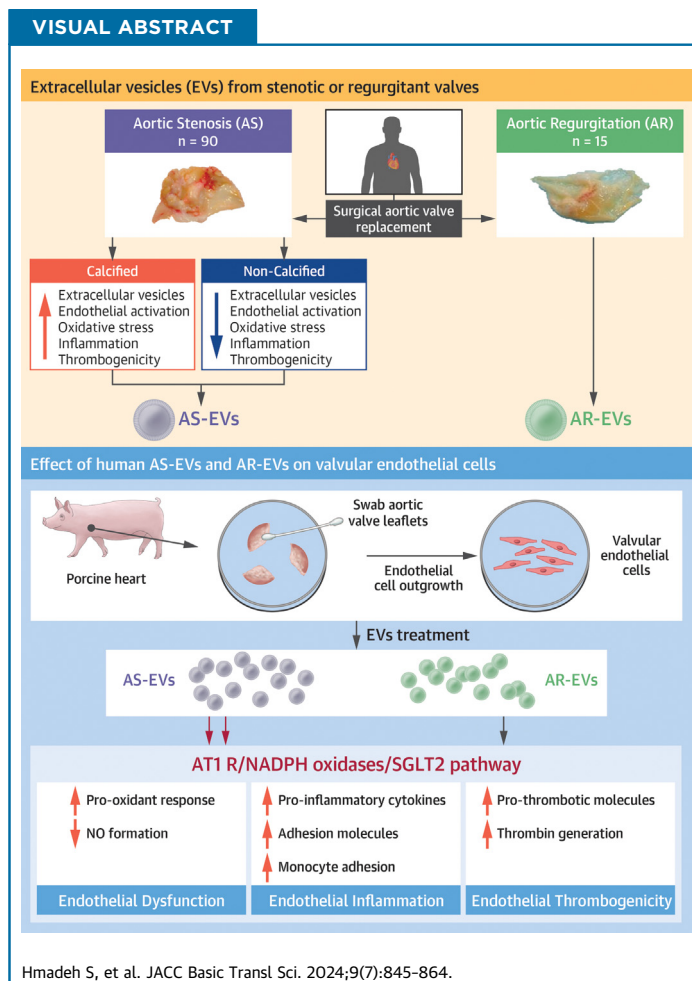 VISUAL ABSTRACT
Extracellular vesicles (EVs) from stenotic or regurgitant valves
Aortic Stenosis (AS)
n = 90
Aortic Regurgitation (AR)
n = 15
Surgical aortic valve
replacement
Calcified
Extracellular vesicles
Endothelial activation
Oxidative stress
Inflammation
Thrombogenicity
Non-Calcified
Extracellular vesicles
Endothelial activation
Oxidative stress
Inflammation
Thrombogenicity
AS-EVs
AR-EVs
Effect of human AS-EVs and AR-EVs on valvular endothelial cells
Porcine heart
Swab aortic
valve leaflets
Endothelial
cell outgrowth
Valvular
endothelial
cells
EVs treatment
AS-EVs
AR-EVs
AT1 R/NADPH oxidases/SGLT2 pathway
Pro-oxidant response
NO formation
Endothelial Dysfunction
Pro-inflammatory cytokines
Adhesion molecules
Monocyte adhesion
Endothelial Inflammation
Pro-thrombotic molecules
Thrombin generation
Endothelial Thrombogenicity
Hmadeh S, et al. JACC Basic Transl Sci. 2024;9(7):845-864.